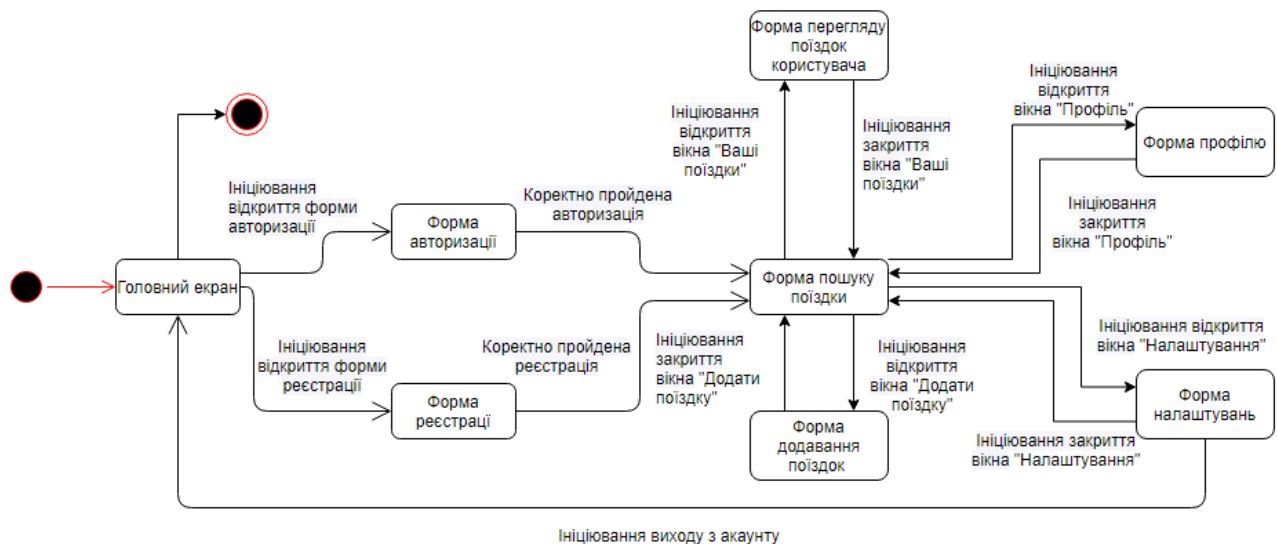 Форма перегляду
поїздок
користувача
Ініціювання
відкриття
вікна "Профіль"
Ініціювання
відкриття
вікна "Ваші
поїздки"
Ініціювання
закриття
вікна "Ваші
поїздки"
Форма профілю
Ініціювання
відкриття форми
авторизації
Коректно пройдена
авторизація
Форма
авторизації
Ініціювання
закриття
вікна "Профіль"
Головний екран
Форма пошуку
поїздки
Ініціювання
відкриття форми
реєстрації
Коректно пройдена
реєстрація
Ініціювання
закриття
вікна "Додати
поїздку"
Ініціювання
відкриття
вікна "Додати
поїздку"
Ініціювання відкриття
вікна "Налаштування"
Форма
реєстраці
Форма
додавання
поїздок
Форма
налаштувань
Ініціювання закриття
вікна "Налаштування"
Ініціювання виходу з акаунту